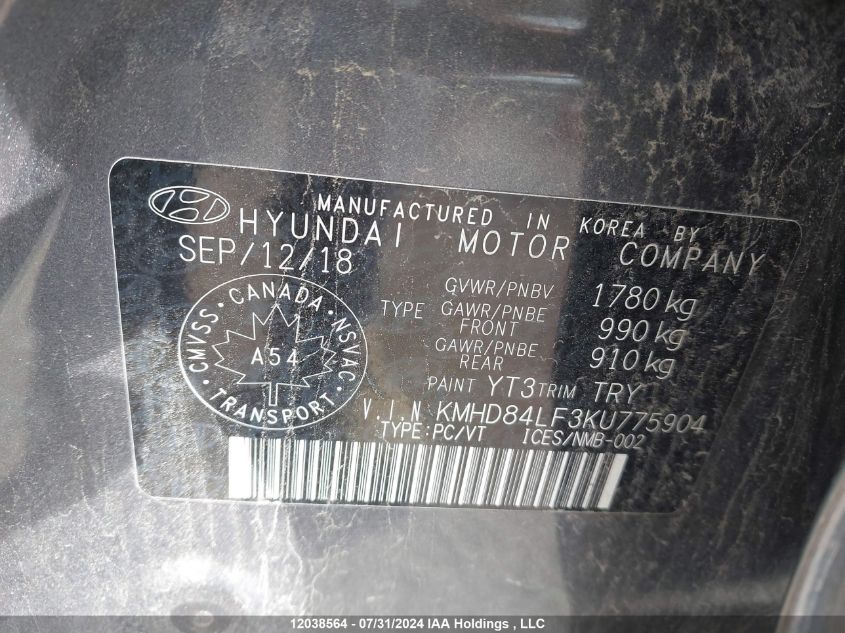 MANUFACTURED IN KOREA BY
HYUNDAI MOTOR COMPANY
SEP/12/18
CMVSS · CANADA · NSVAC · TRANSPORT ·
A54
TYPE
GVWR/PNBV 1780 kg
GAWR/PNBE FRONT 990 kg
GAWR/PNBE REAR 910 kg
PAINT YT3 TRIM TRY
V.I.N KMHD84LF3KU775904
TYPE:PC/VT ICES/NMB-002
12038564 - 07/31/2024 IAA Holdings , LLC